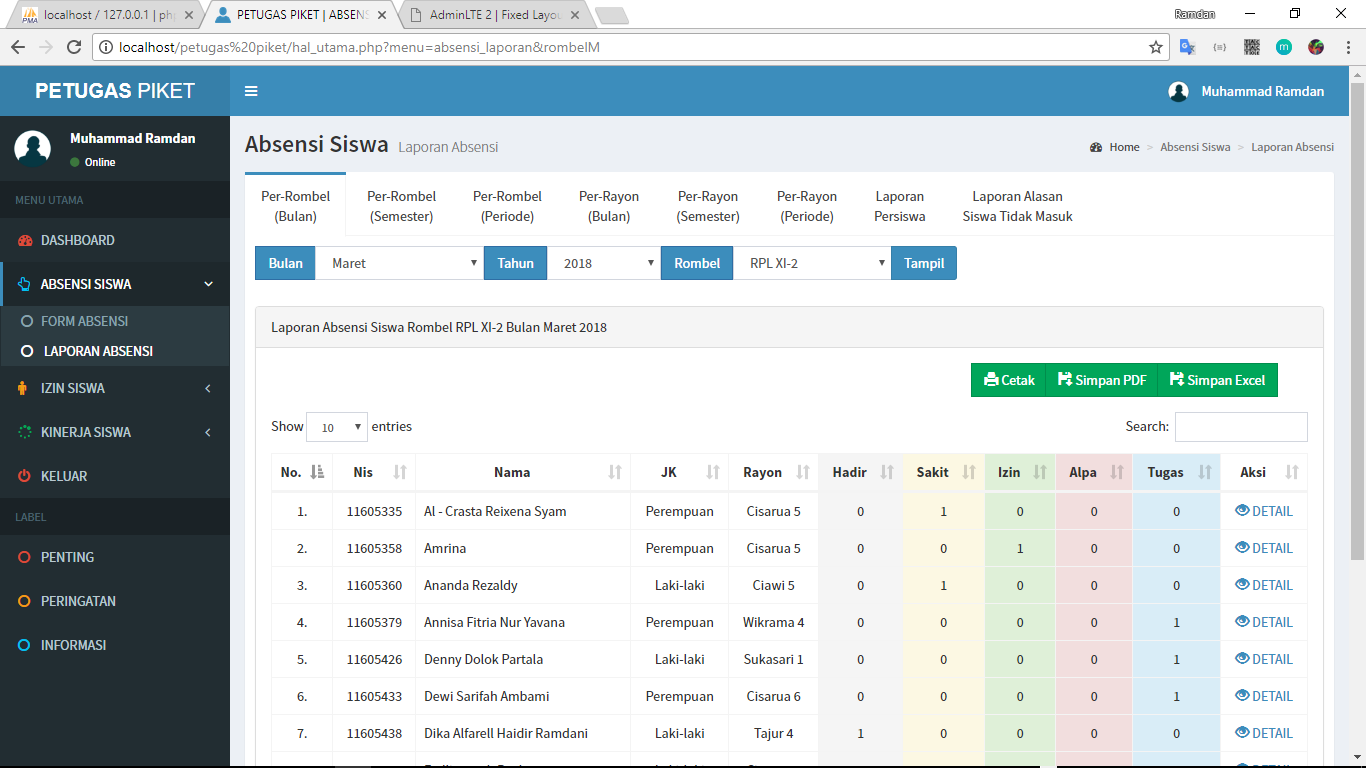 localhost / 127.0.0.1 | ph
PETUGAS PIKET | ABSEN
AdminLTE 2 | Fixed Layou
Ramdan
localhost/petugas%20piket/hal_utama.php?menu=absensi_laporan&rombelM
PETUGAS PIKET
Muhammad Ramdan
Muhammad Ramdan
Online
MENU UTAMA
DASHBOARD
ABSENSI SISWA
FORM ABSENSI
LAPORAN ABSENSI
IZIN SISWA
KINERJA SISWA
KELUAR
LABEL
PENTING
PERINGATAN
INFORMASI
Absensi Siswa Laporan Absensi
Home > Absensi Siswa > Laporan Absensi
Per-Rombel (Bulan)
Per-Rombel (Semester)
Per-Rombel (Periode)
Per-Rayon (Bulan)
Per-Rayon (Semester)
Per-Rayon (Periode)
Laporan Persiswa
Laporan Alasan Siswa Tidak Masuk
Bulan Maret Tahun 2018 Rombel RPL XI-2 Tampil
Laporan Absensi Siswa Rombel RPL XI-2 Bulan Maret 2018
Cetak Simpan PDF Simpan Excel
Show 10 entries Search:
No. Nis Nama JK Rayon Hadir Sakit Izin Alpa Tugas Aksi
1. 11605335 Al - Crasta Reixena Syam Perempuan Cisarua 5 0 1 0 0 0 DETAIL
2. 11605358 Amrina Perempuan Cisarua 5 0 0 1 0 0 DETAIL
3. 11605360 Ananda Rezaldy Laki-laki Ciawi 5 0 1 0 0 0 DETAIL
4. 11605379 Annisa Fitria Nur Yavana Perempuan Wikrama 4 0 0 0 0 1 DETAIL
5. 11605426 Denny Dolok Partala Laki-laki Sukasari 1 0 0 0 0 1 DETAIL
6. 11605433 Dewi Sarifah Ambami Perempuan Cisarua 6 0 0 0 0 1 DETAIL
7. 11605438 Dika Alfarell Haidir Ramdani Laki-laki Tajur 4 1 0 0 0 0 DETAIL